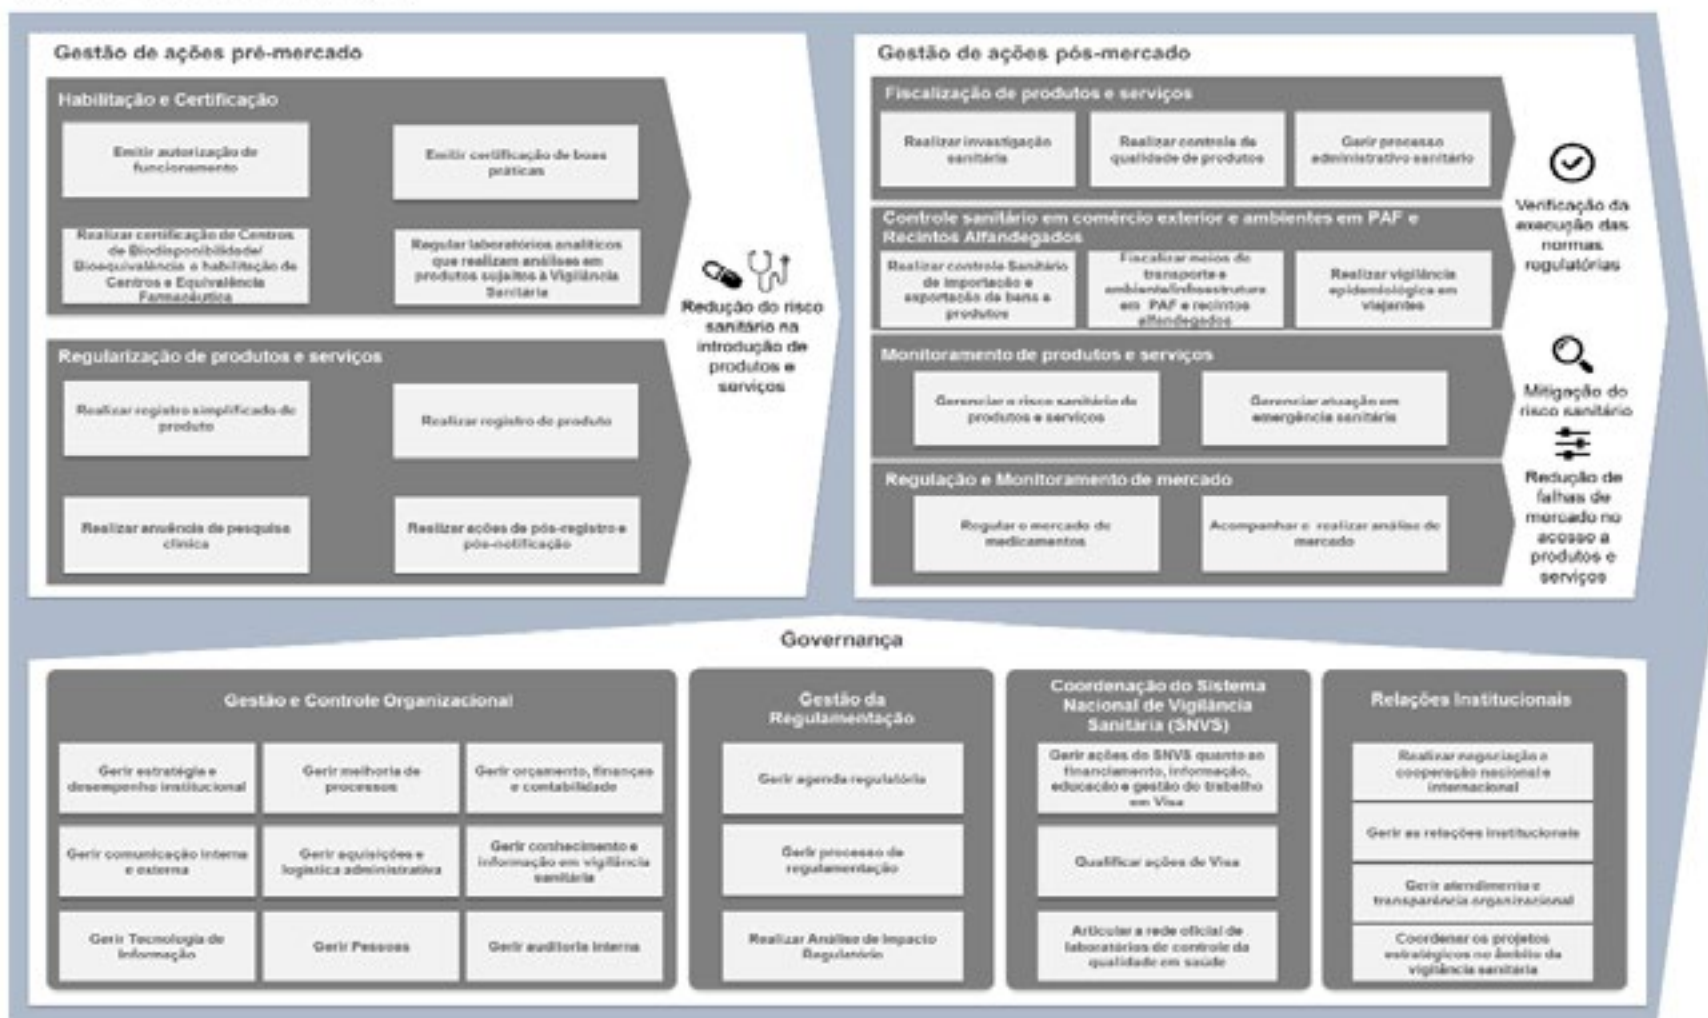 Gestão de ações pré-mercado
Habilitação e Certificação
Emitir autorização de
funcionamento
Emitir certificação de boas
práticas
Realizar certificação de Centros
de Biodisponibilidade/
Bioequivalência e habilitação de
Centros e Equivalência
Farmacêutica
Regular laboratórios analíticos
que realizam análises em
produtos sujeitos à Vigilância
Sanitária
Regularização de produtos e serviços
Realizar registro simplificado de
produto
Realizar registro de produto
Realizar anuência de pesquisa
clínica
Realizar ações de pós-registro e
pós-notificação
Redução do risco
sanitário na
introdução de
produtos e
serviços
Gestão de ações pós-mercado
Fiscalização de produtos e serviços
Realizar investigação
sanitária
Realizar controle de
qualidade de produtos
Gerir processo
administrativo sanitário
Controle sanitário em comércio exterior e ambientes em PAF e
Recintos Alfandegados
Realizar controle Sanitário
de importação e
exportação de bens e
produtos
Fiscalizar meios de
transporte e
ambiente/infraestrutura
em PAF e recintos
alfandegados
Realizar vigilância
epidemiológica em
viajantes
Monitoramento de produtos e serviços
Gerenciar o risco sanitário de
produtos e serviços
Gerenciar atuação em
emergência sanitária
Regulação e Monitoramento de mercado
Regular o mercado de
medicamentos
Acompanhar e realizar análise de
mercado
Verificação da
execução das
normas
regulatórias
Mitigação do
risco sanitário
Redução de
falhas de
mercado no
acesso a
produtos e
serviços
Governança
Gestão e Controle Organizacional
Gerir estratégia e
desempenho institucional
Gerir melhoria de
processos
Gerir orçamento, finanças
e contabilidade
Gerir comunicação interna
e externa
Gerir aquisições e
logística administrativa
Gerir conhecimento e
informação em vigilância
sanitária
Gerir Tecnologia de
Informação
Gerir Pessoas
Gerir auditoria interna
Gestão da
Regulamentação
Gerir agenda regulatória
Gerir processo de
regulamentação
Realizar Análise de Impacto
Regulatório
Coordenação do Sistema
Nacional de Vigilância
Sanitária (SNVS)
Gerir ações do SNVS quanto ao
financiamento, informação,
educação e gestão do trabalho
em Visa
Qualificar ações de Visa
Articular a rede oficial de
laboratórios de controle da
qualidade em saúde
Relações Institucionais
Realizar negociação e
cooperação nacional e
internacional
Gerir as relações institucionais
Gerir atendimento e
transparência organizacional
Coordenar os projetos
estratégicos no âmbito da
vigilância sanitária